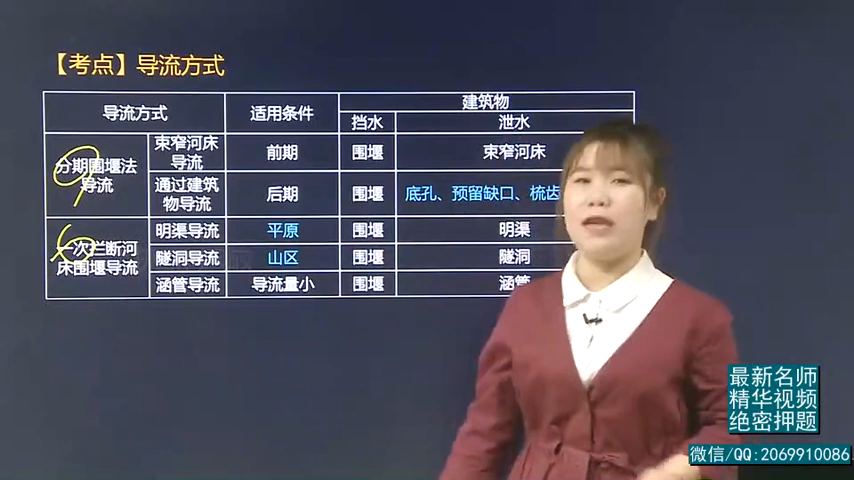 【考点】导流方式
导流方式 适用条件 建筑物
挡水 泄水
分期围堰法导流 束窄河床导流 前期 围堰 束窄河床
通过建筑物导流 后期 围堰 底孔、预留缺口、梳齿
一次拦断河床围堰导流 明渠导流 平原 围堰 明渠
隧洞导流 山区 围堰 隧洞
涵管导流 导流量小 围堰 涵管
最新名师
精华视频
绝密押题
微信/QQ:2069910086